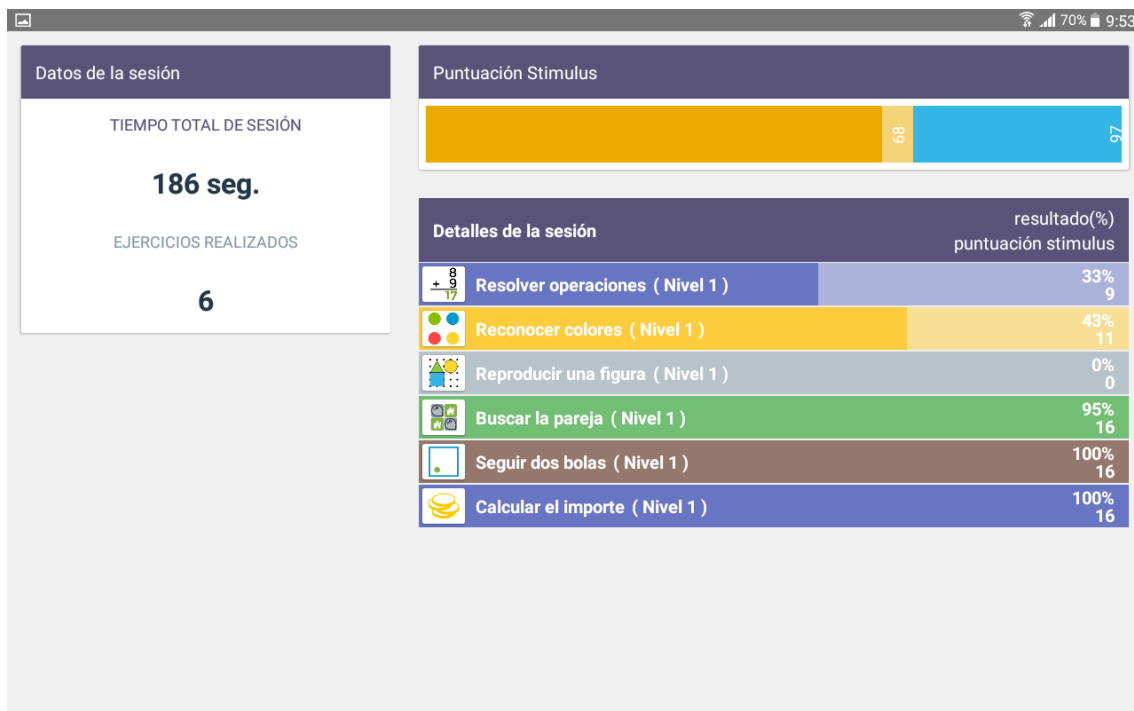 70% 9:53
Datos de la sesión
TIEMPO TOTAL DE SESIÓN
186 seg.
EJERCICIOS REALIZADOS
6
Puntuación Stimulus
68
97
Detalles de la sesión
resultado(%)
puntuación stimulus
8
+ 9
17
Resolver operaciones ( Nivel 1 )
33%
9
Reconocer colores ( Nivel 1 )
43%
11
Reproducir una figura ( Nivel 1 )
0%
0
Buscar la pareja ( Nivel 1 )
95%
16
Seguir dos bolas ( Nivel 1 )
100%
16
Calcular el importe ( Nivel 1 )
100%
16